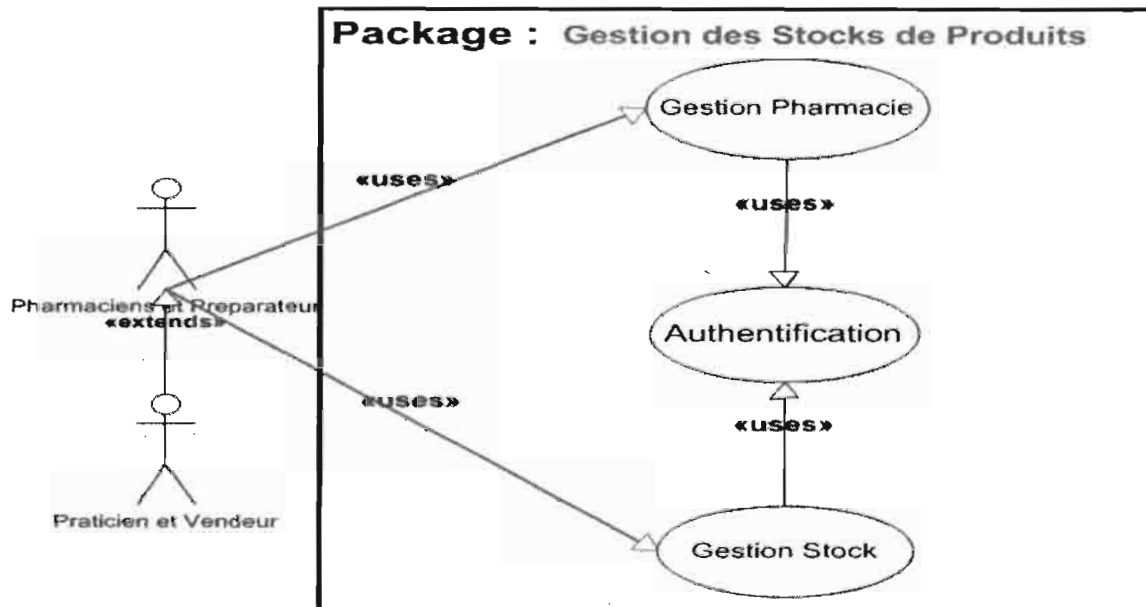 Package : Gestion des Stocks de Produits
Gestion Pharmacie
«uses»
«uses»
Pharmaciens et Preparateur
«extends»
Authentification
«uses»
«uses»
Praticien et Vendeur
Gestion Stock